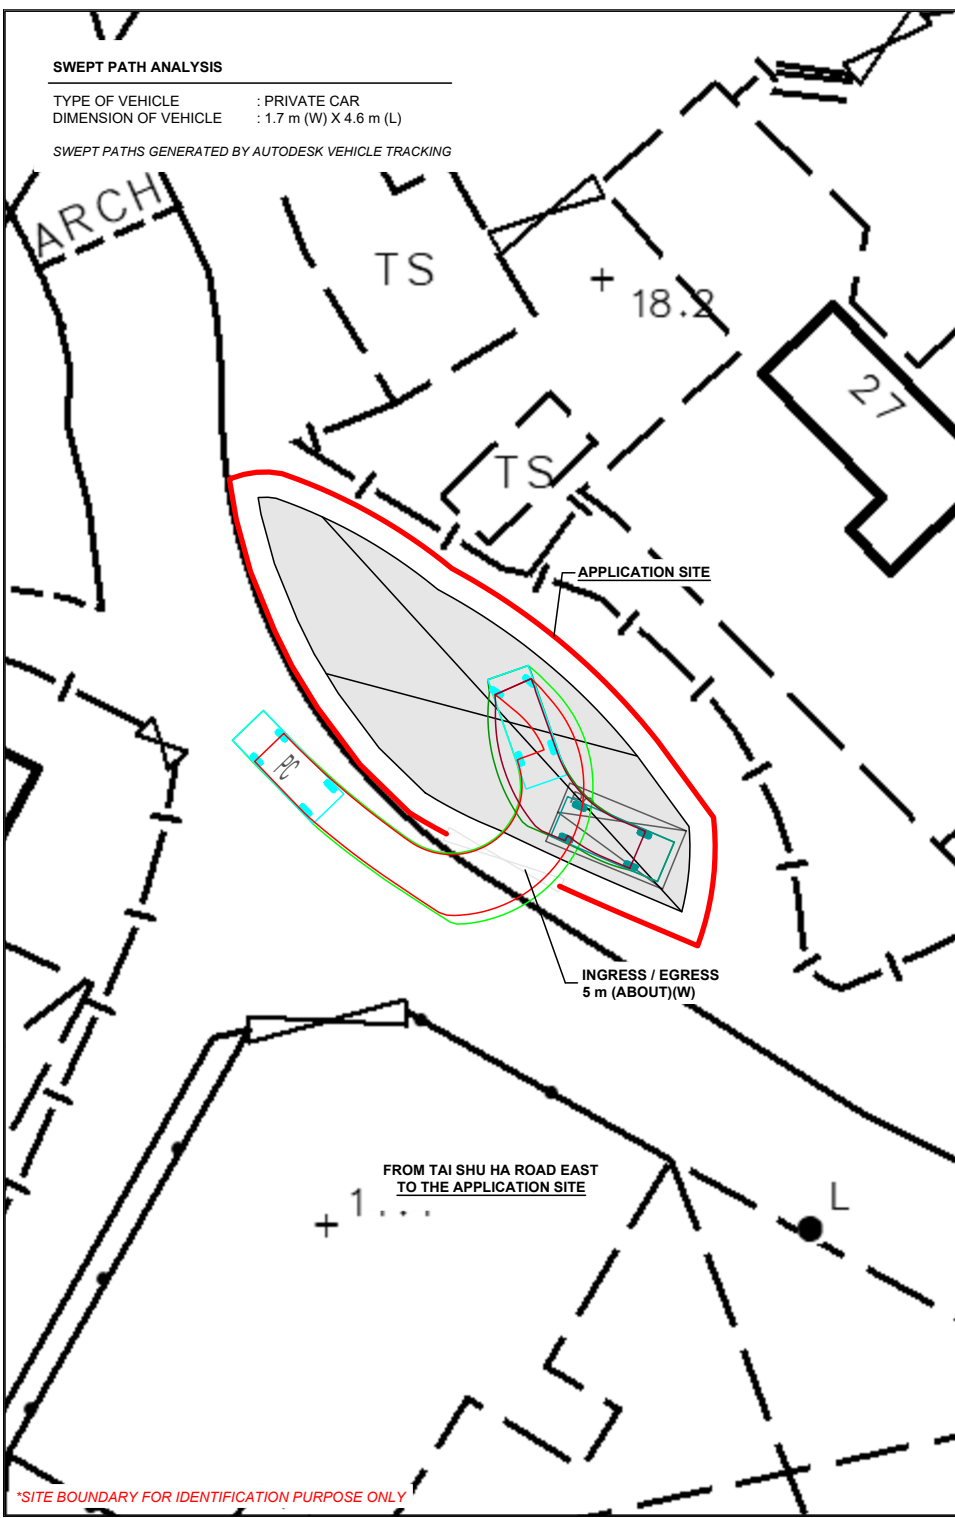 SWEPT PATH ANALYSIS
TYPE OF VEHICLE : PRIVATE CAR
DIMENSION OF VEHICLE : 1.7 m (W) X 4.6 m (L)
SWEPT PATHS GENERATED BY AUTODESK VEHICLE TRACKING
ARCH
TS
+ 18.2
27
TS
APPLICATION SITE
PC
INGRESS / EGRESS
5 m (ABOUT)(W)
FROM TAI SHU HA ROAD EAST
TO THE APPLICATION SITE
L
*SITE BOUNDARY FOR IDENTIFICATION PURPOSE ONLY